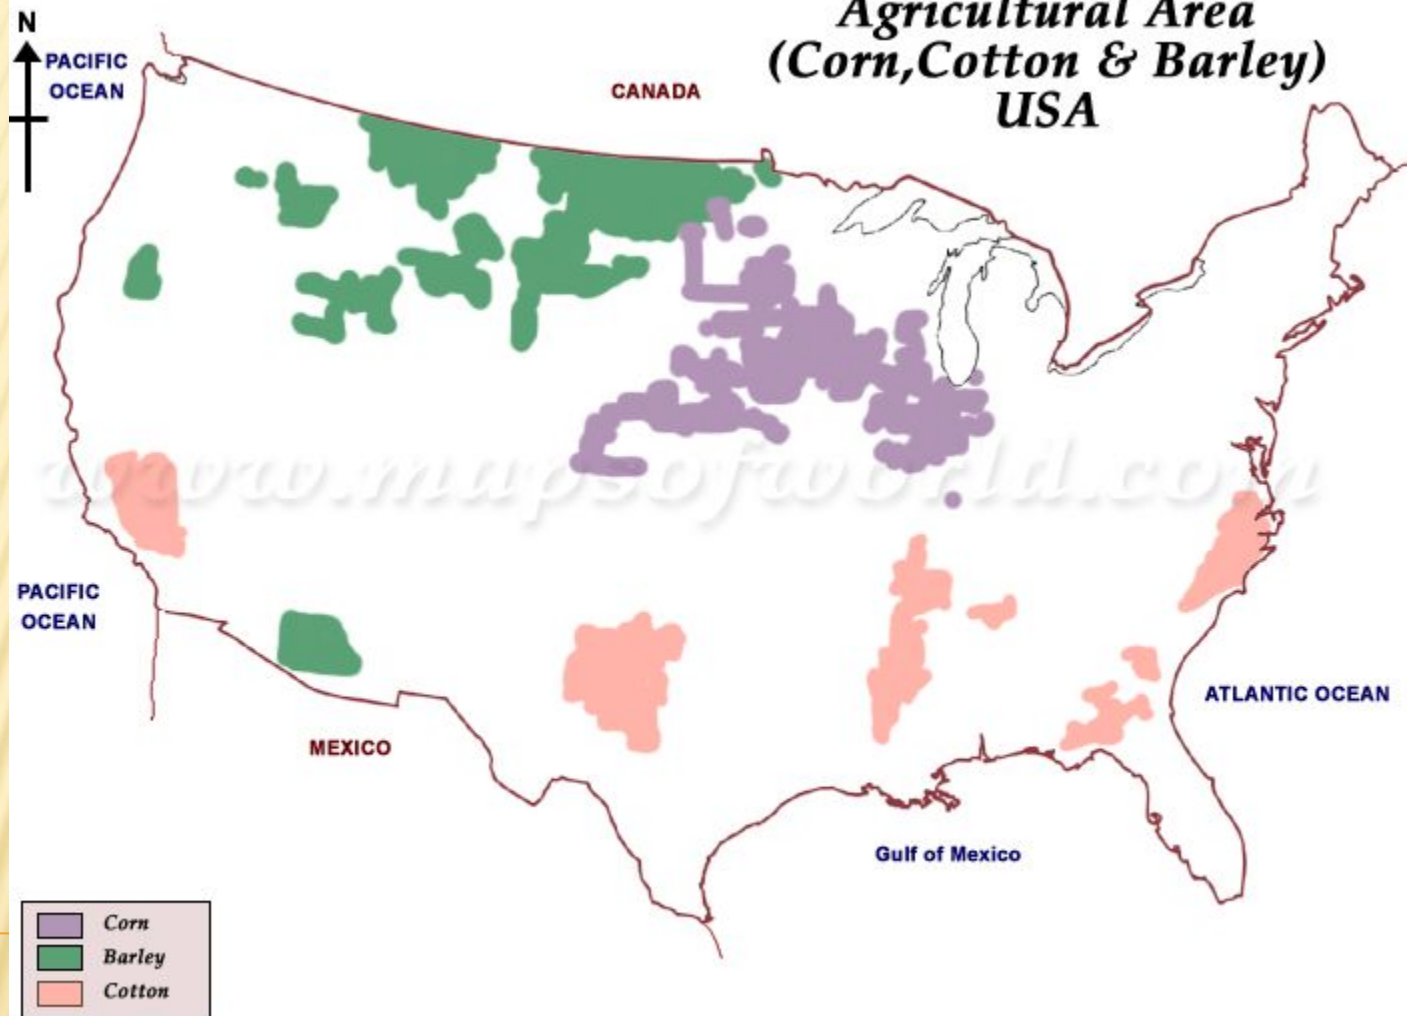 Agricultural Area
(Corn,Cotton & Barley)
USA
N
PACIFIC
OCEAN
CANADA
www.mapsofworld.com
PACIFIC
OCEAN
ATLANTIC OCEAN
MEXICO
Gulf of Mexico
Corn
Barley
Cotton